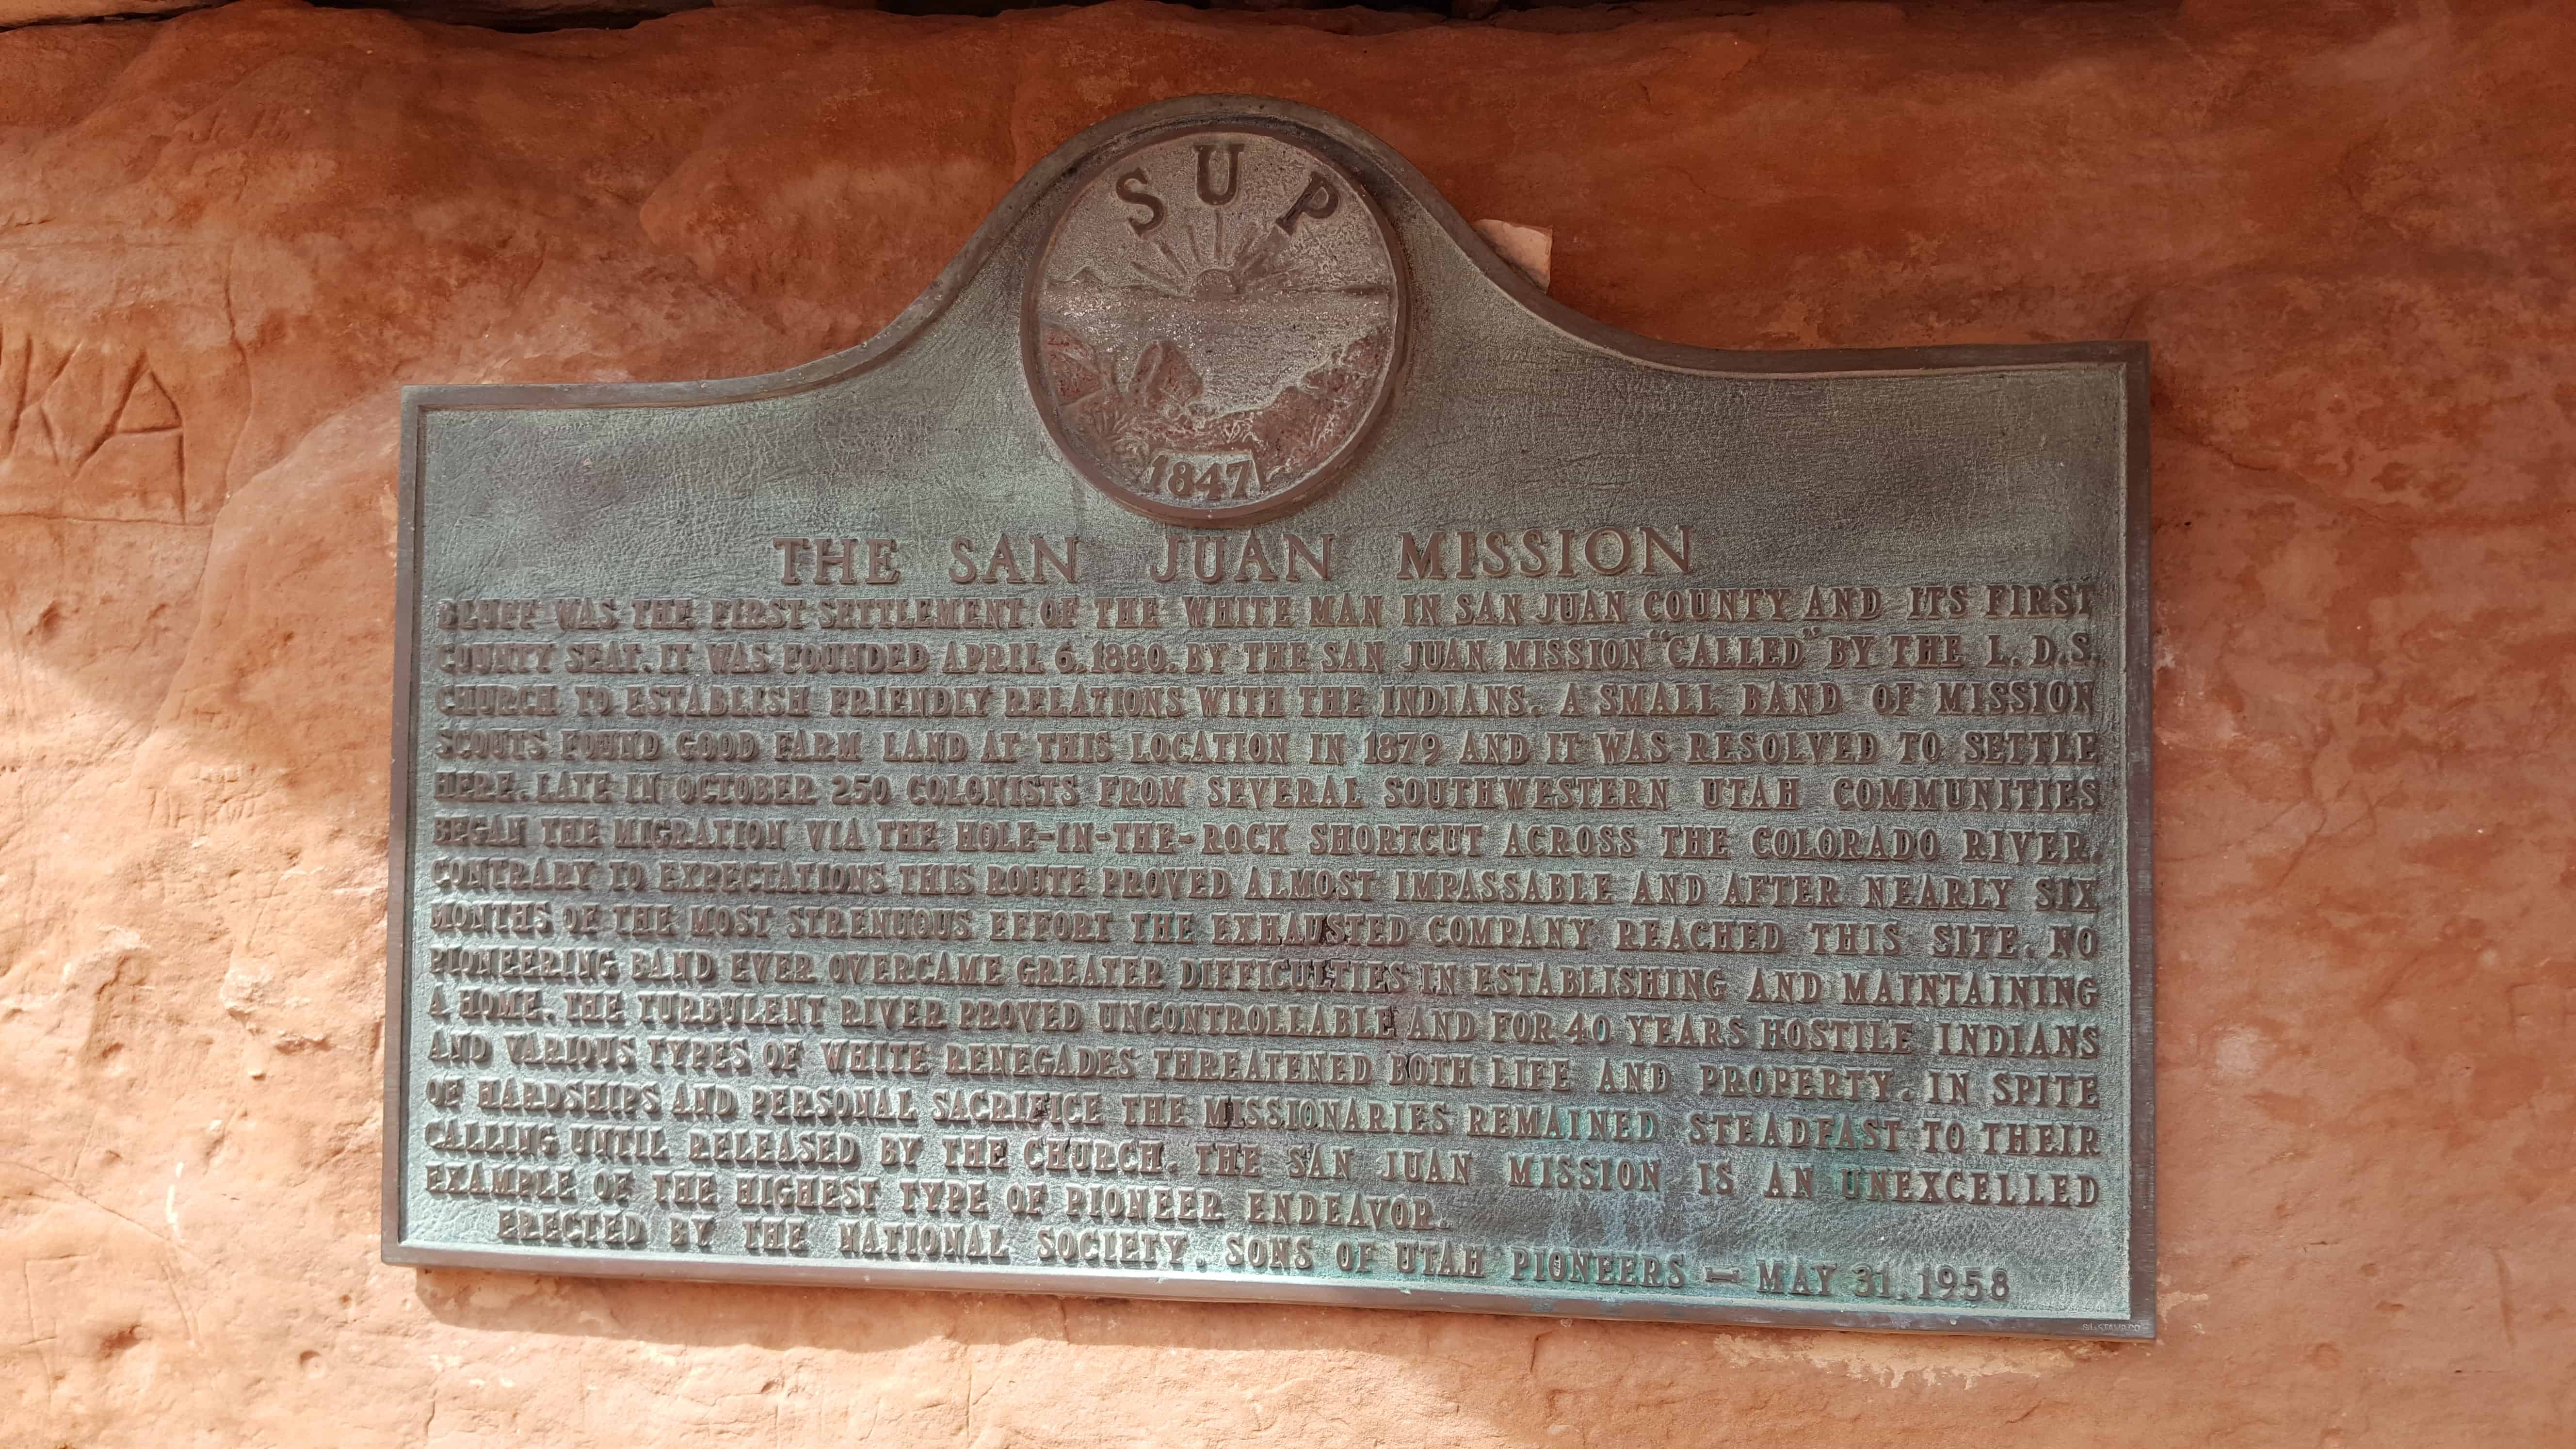 KA
S U P
1847
THE SAN JUAN MISSION
BLUFF WAS THE FIRST SETTLEMENT OF THE WHITE MAN IN SAN JUAN COUNTY AND ITS FIRST
COUNTY SEAT. IT WAS FOUNDED APRIL 6, 1880, BY THE SAN JUAN MISSION "CALLED" BY THE L. D. S.
CHURCH TO ESTABLISH FRIENDLY RELATIONS WITH THE INDIANS. A SMALL BAND OF MISSION
SCOUTS FOUND GOOD FARM LAND AT THIS LOCATION IN 1879 AND IT WAS RESOLVED TO SETTLE
HERE. LATE IN OCTOBER 250 COLONISTS FROM SEVERAL SOUTHWESTERN UTAH COMMUNITIES
BEGAN THE MIGRATION VIA THE HOLE-IN-THE-ROCK SHORTCUT ACROSS THE COLORADO RIVER.
CONTRARY TO EXPECTATIONS THIS ROUTE PROVED ALMOST IMPASSABLE AND AFTER NEARLY SIX
MONTHS OF THE MOST STRENUOUS EFFORT THE EXHAUSTED COMPANY REACHED THIS SITE. NO
PIONEERING BAND EVER OVERCAME GREATER DIFFICULTIES IN ESTABLISHING AND MAINTAINING
A HOME. THE TURBULENT RIVER PROVED UNCONTROLLABLE AND FOR 40 YEARS HOSTILE INDIANS
AND VARIOUS TYPES OF WHITE RENEGADES THREATENED BOTH LIFE AND PROPERTY. IN SPITE
OF HARDSHIPS AND PERSONAL SACRIFICE THE MISSIONARIES REMAINED STEADFAST TO THEIR
CALLING UNTIL RELEASED BY THE CHURCH. THE SAN JUAN MISSION IS AN UNEXCELLED
EXAMPLE OF THE HIGHEST TYPE OF PIONEER ENDEAVOR.
ERECTED BY THE NATIONAL SOCIETY, SONS OF UTAH PIONEERS — MAY 31, 1958